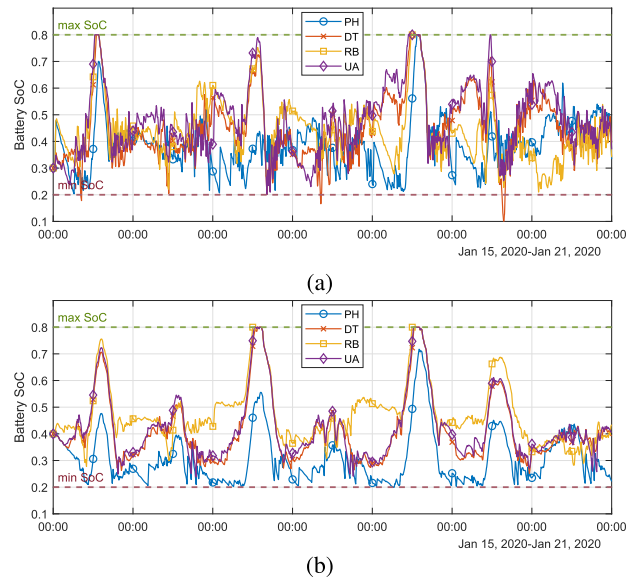 max SoC
PH
DT
RB
UA
min SoC
Battery SoC
0.8
0.7
0.6
0.5
0.4
0.3
0.2
0.1
00:00 00:00 00:00 00:00 00:00 00:00 00:00 00:00
Jan 15, 2020-Jan 21, 2020
(a)
max SoC
PH
DT
RB
UA
min SoC
Battery SoC
0.9
0.8
0.7
0.6
0.5
0.4
0.3
0.2
0.1
00:00 00:00 00:00 00:00 00:00 00:00 00:00 00:00
Jan 15, 2020-Jan 21, 2020
(b)